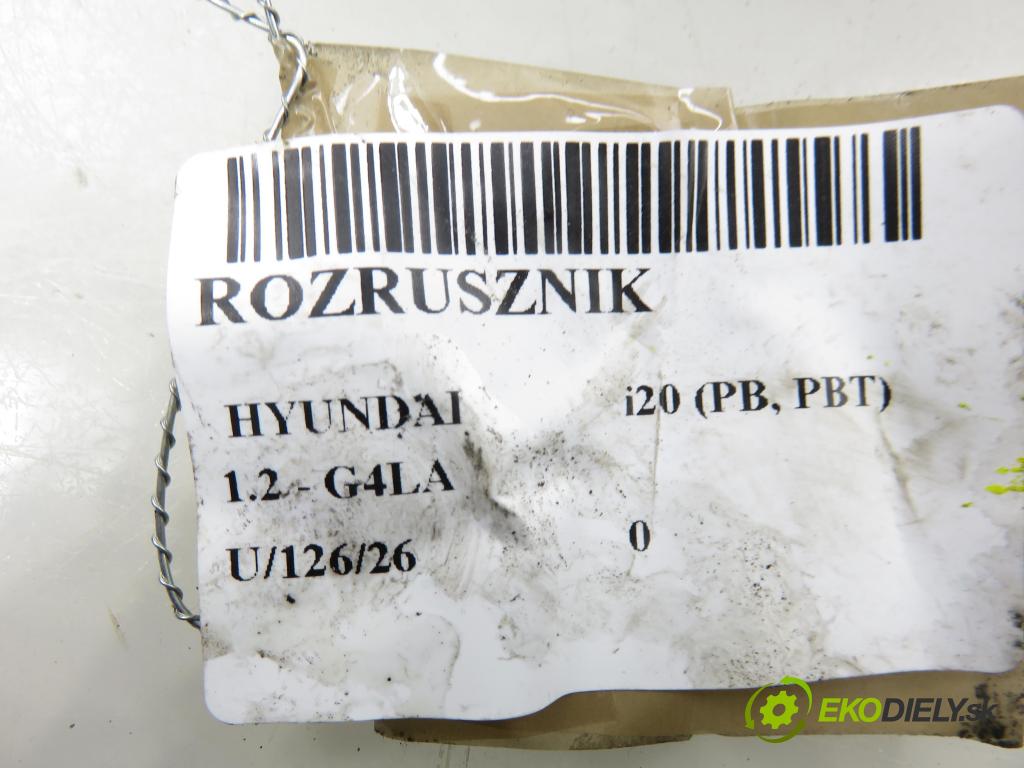 ROZRUSZNIK
HYUNDAI i20 (PB, PBT)
1.2 - G4LA
U/126/26 0
EKODIELY.sk